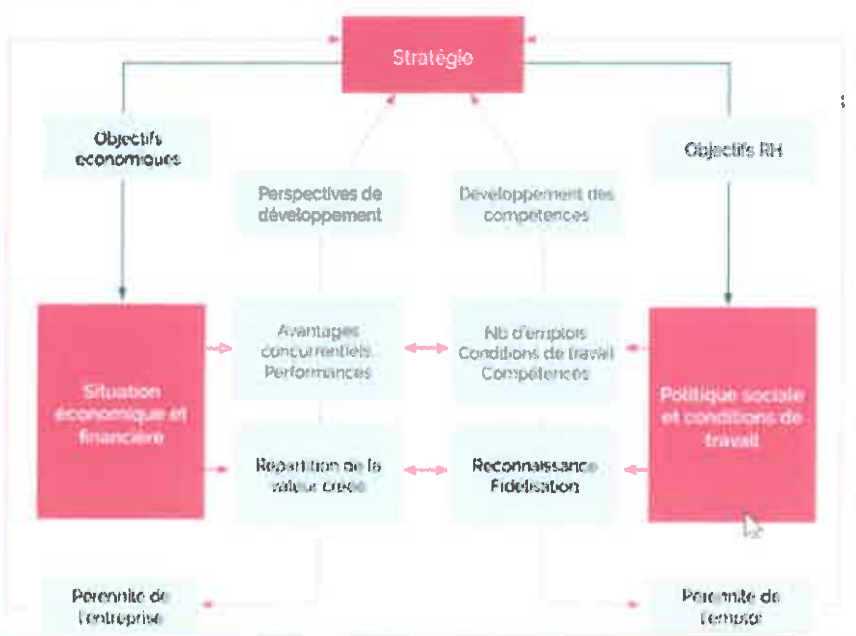 Stratégie
Objectifs
économiques
Objectifs RH
Perspectives de
développement
Développement des
compétences
Avantages
concurrentiels,
Performances
Nb d'emplois
Conditions de travail
Compétences
Situation
économique et
financière
Politique sociale
et conditions de
travail
Répartition de la
valeur créée
Reconnaissance
Fidélisation
Pérennité de
l'entreprise
Pérennité de
l'emploi